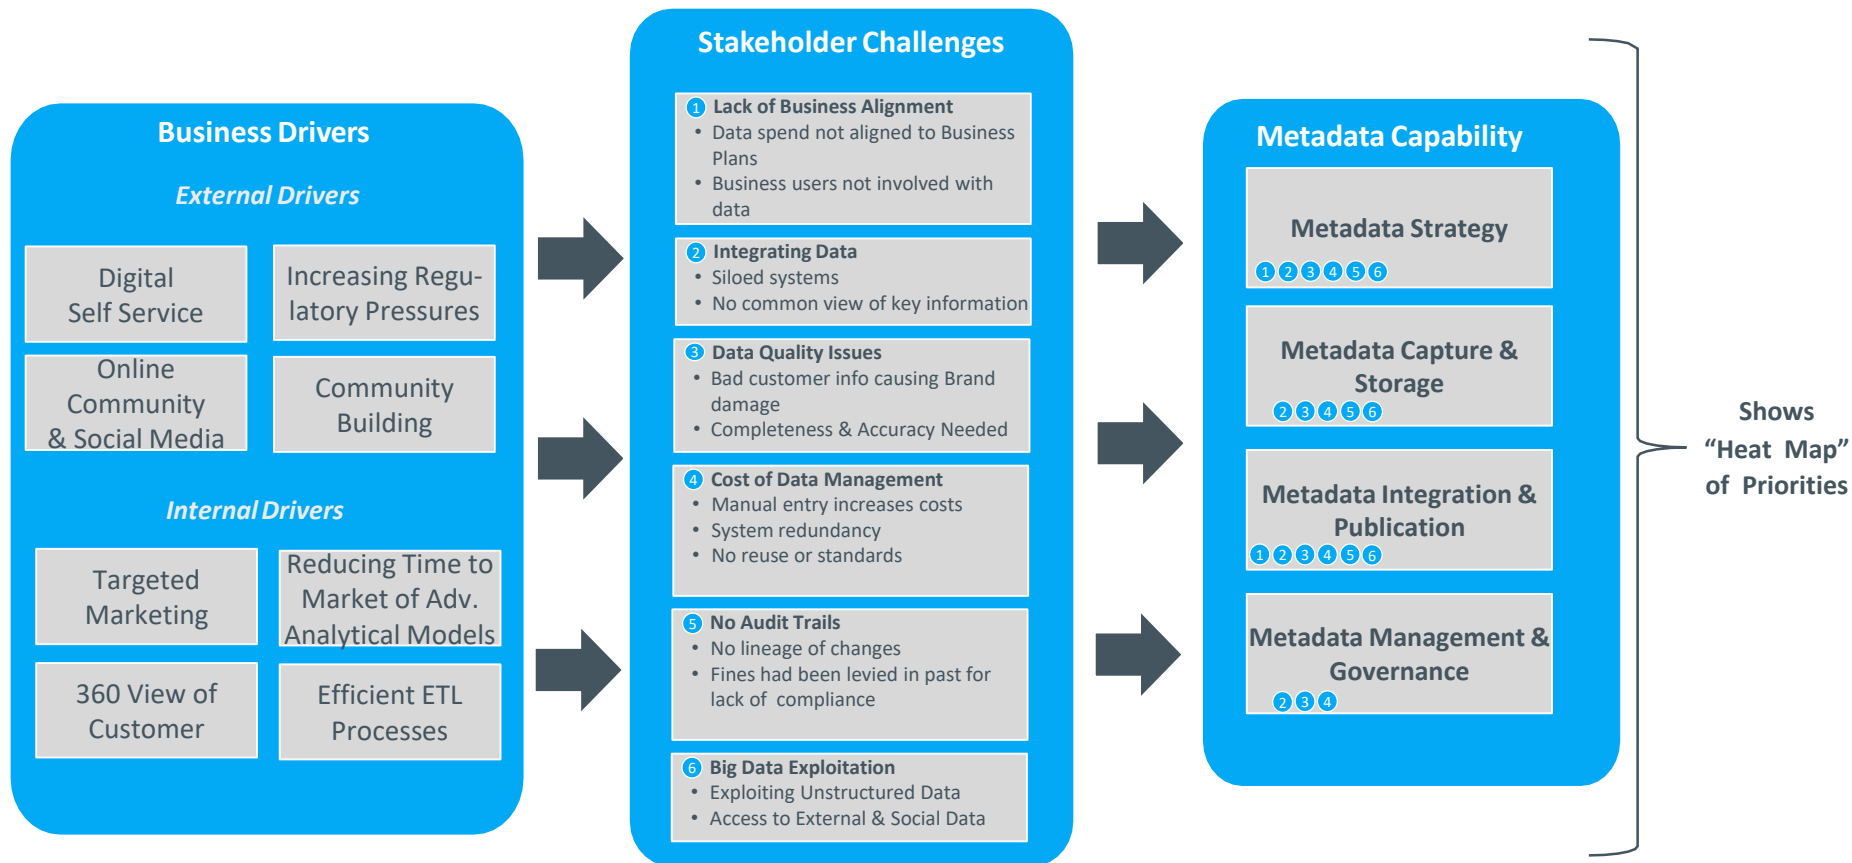 Business Drivers
External Drivers
Digital
Self Service
Increasing Regu-
latory Pressures
Online
Community
& Social Media
Community
Building
Internal Drivers
Targeted
Marketing
Reducing Time to
Market of Adv.
Analytical Models
360 View of
Customer
Efficient ETL
Processes
Stakeholder Challenges
1 Lack of Business Alignment
• Data spend not aligned to Business
Plans
• Business users not involved with
data
2 Integrating Data
• Siloed systems
• No common view of key information
3 Data Quality Issues
• Bad customer info causing Brand
damage
• Completeness & Accuracy Needed
4 Cost of Data Management
• Manual entry increases costs
• System redundancy
• No reuse or standards
5 No Audit Trails
• No lineage of changes
• Fines had been levied in past for
lack of compliance
6 Big Data Exploitation
• Exploiting Unstructured Data
• Access to External & Social Data
Metadata Capability
Metadata Strategy
1 2 3 4 5 6
Metadata Capture &
Storage
2 3 4 5 6
Metadata Integration &
Publication
1 2 3 4 5 6
Metadata Management &
Governance
2 3 4
Shows
“Heat Map”
of Priorities